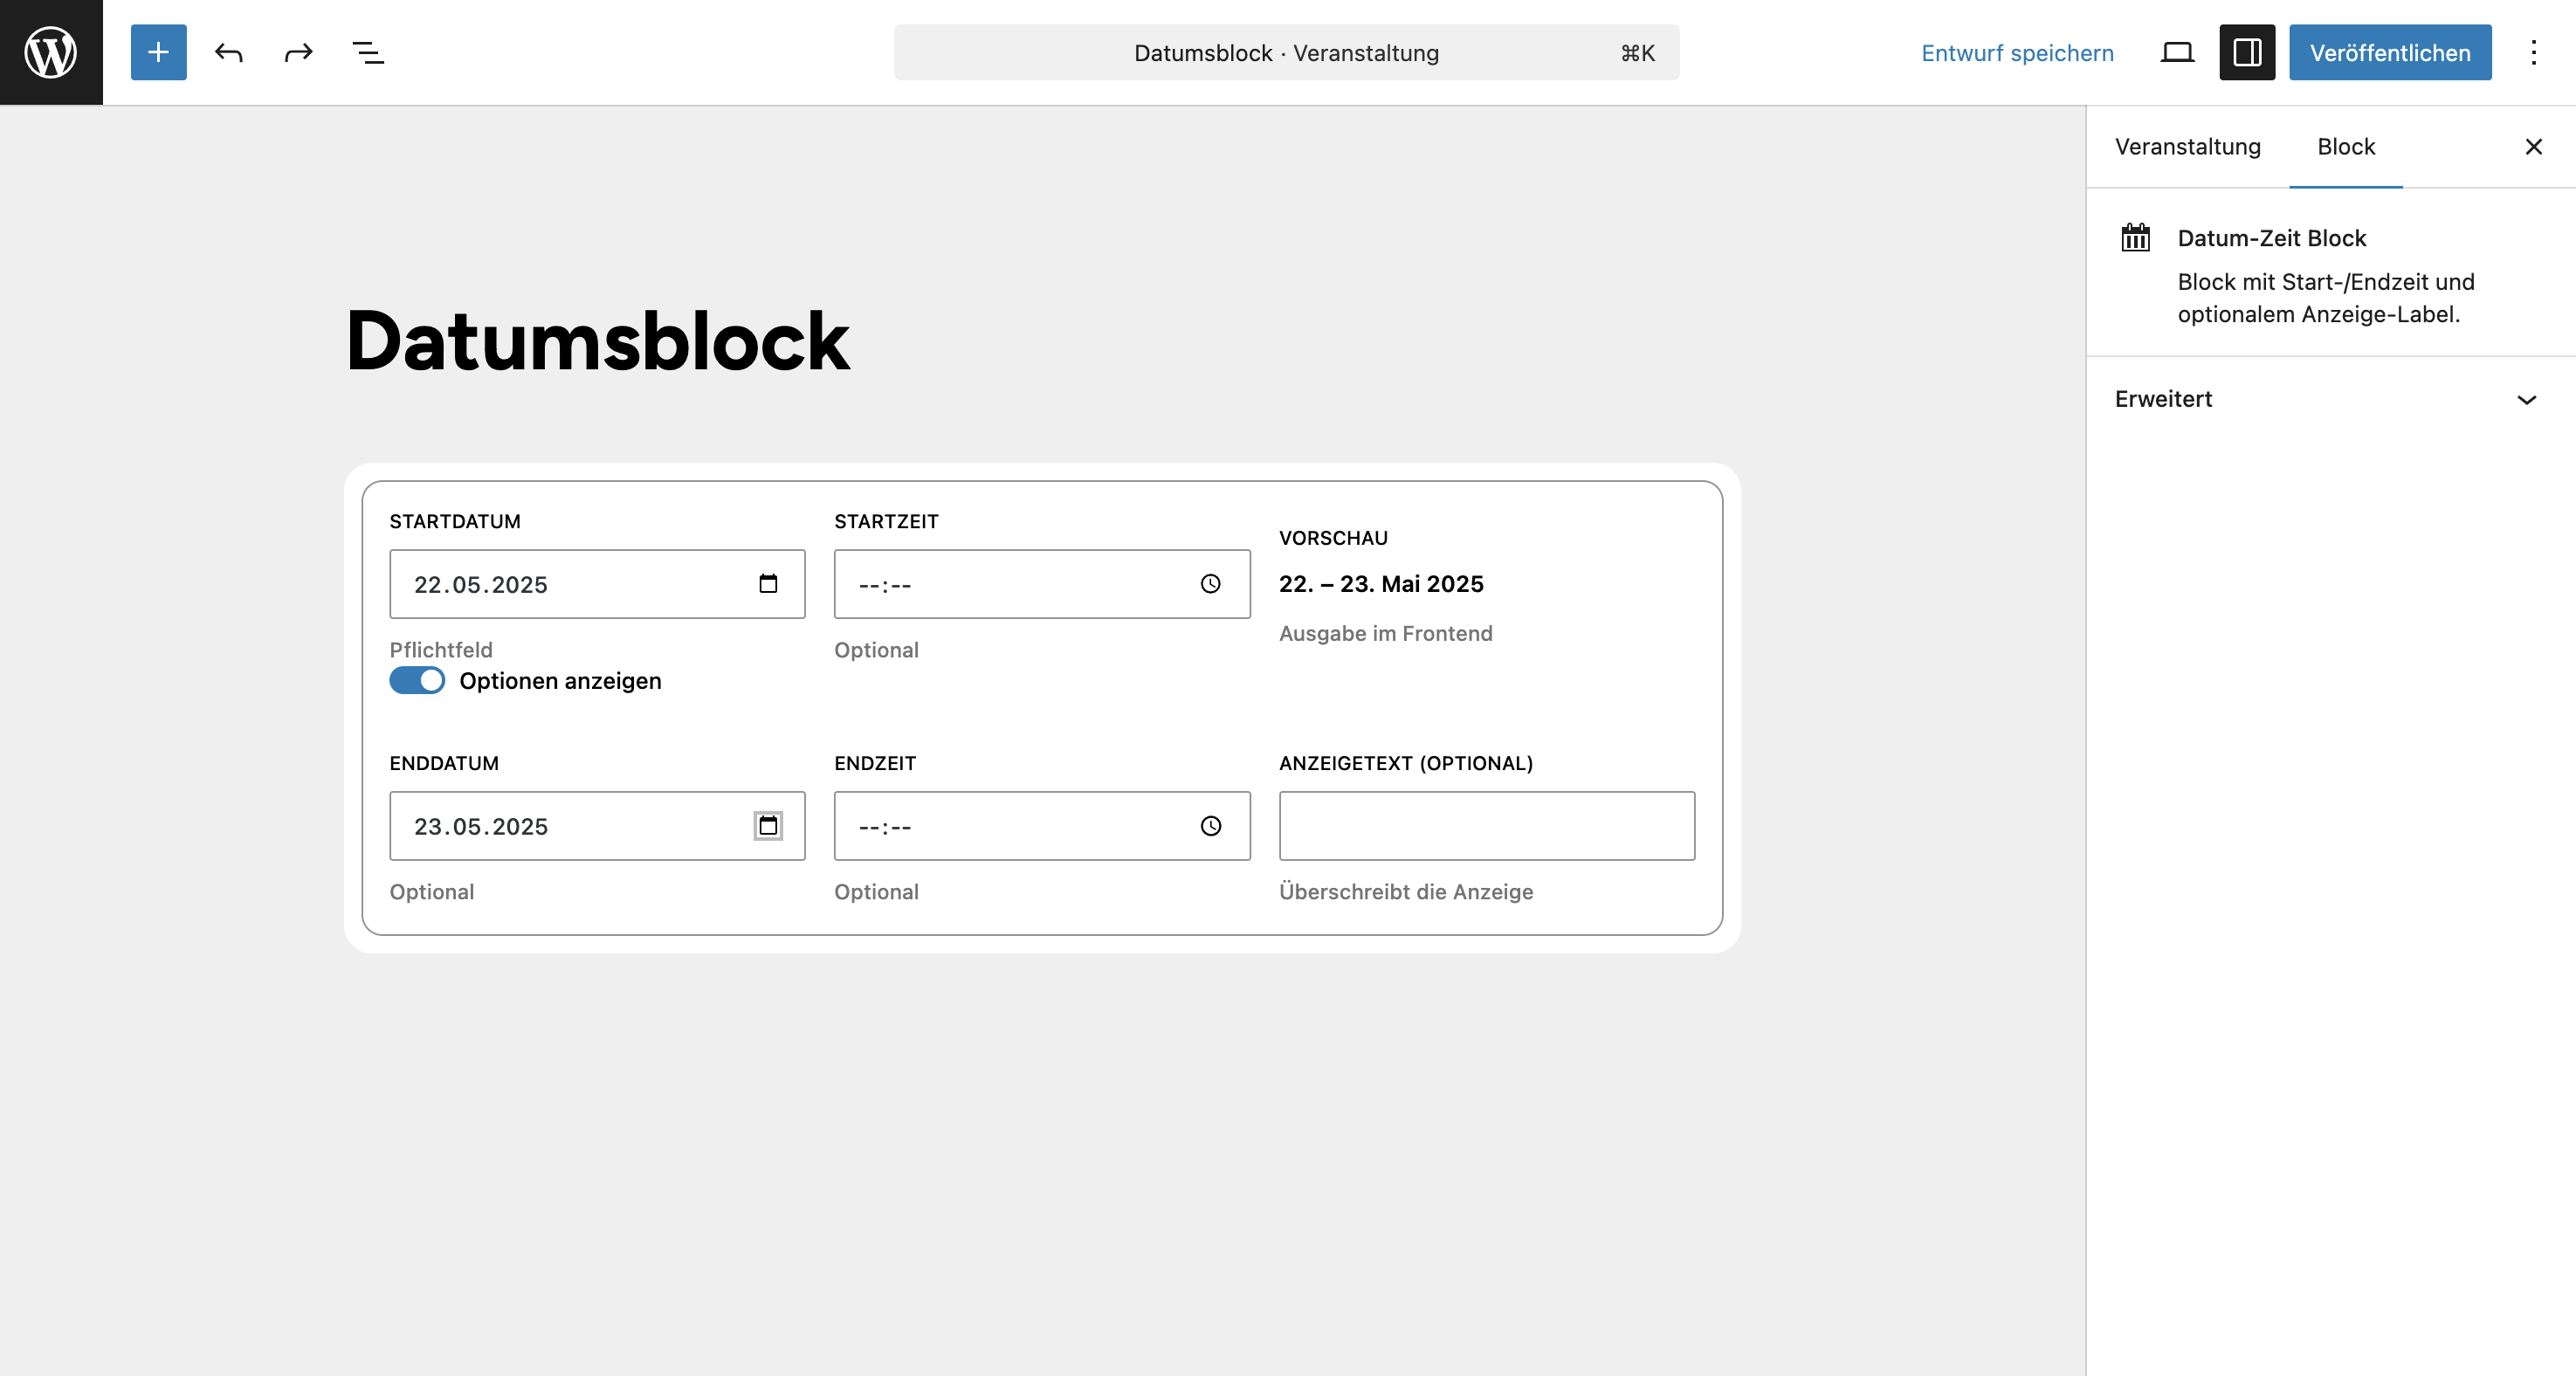 Datumsblock · Veranstaltung ⌘K
Entwurf speichern
Veröffentlichen
Veranstaltung
Block
Datum-Zeit Block
Block mit Start-/Endzeit und
optionalem Anzeige-Label.
Erweitert
Datumsblock
STARTDATUM
22.05.2025
Pflichtfeld
Optionen anzeigen
STARTZEIT
--:--
Optional
VORSCHAU
22. – 23. Mai 2025
Ausgabe im Frontend
ENDDATUM
23.05.2025
Optional
ENDZEIT
--:--
Optional
ANZEIGETEXT (OPTIONAL)
Überschreibt die Anzeige